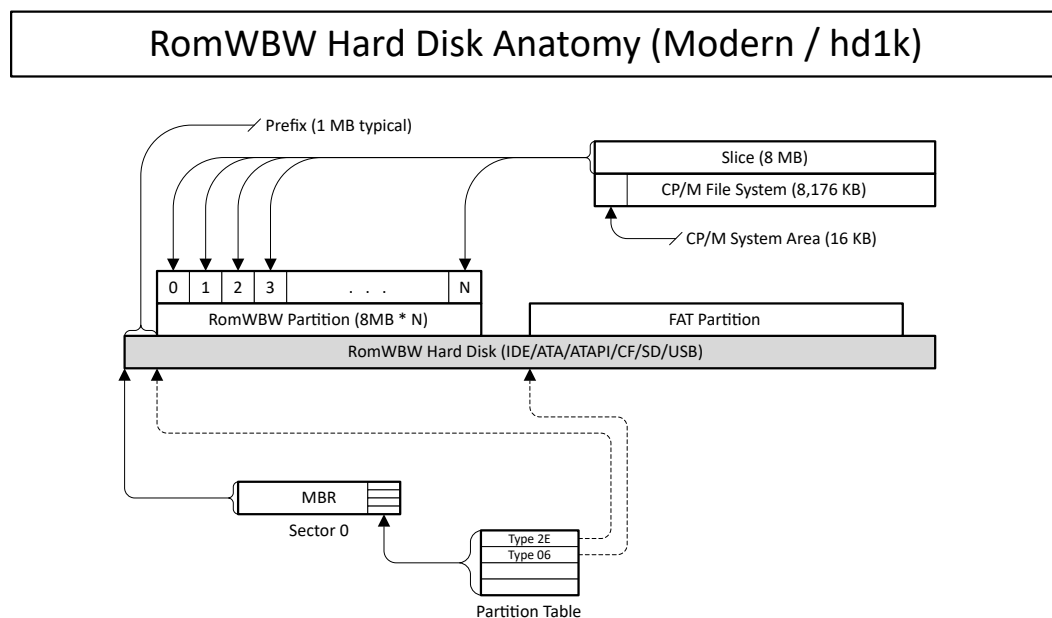 RomWBW Hard Disk Anatomy (Modern / hd1k)
Prefix (1 MB typical)
Slice (8 MB)
CP/M File System (8,176 KB)
CP/M System Area (16 KB)
0 1 2 3 . . . N
RomWBW Partition (8MB * N)
FAT Partition
RomWBW Hard Disk (IDE/ATA/ATAPI/CF/SD/USB)
MBR
Sector 0
Type 2E
Type 06
Partition Table